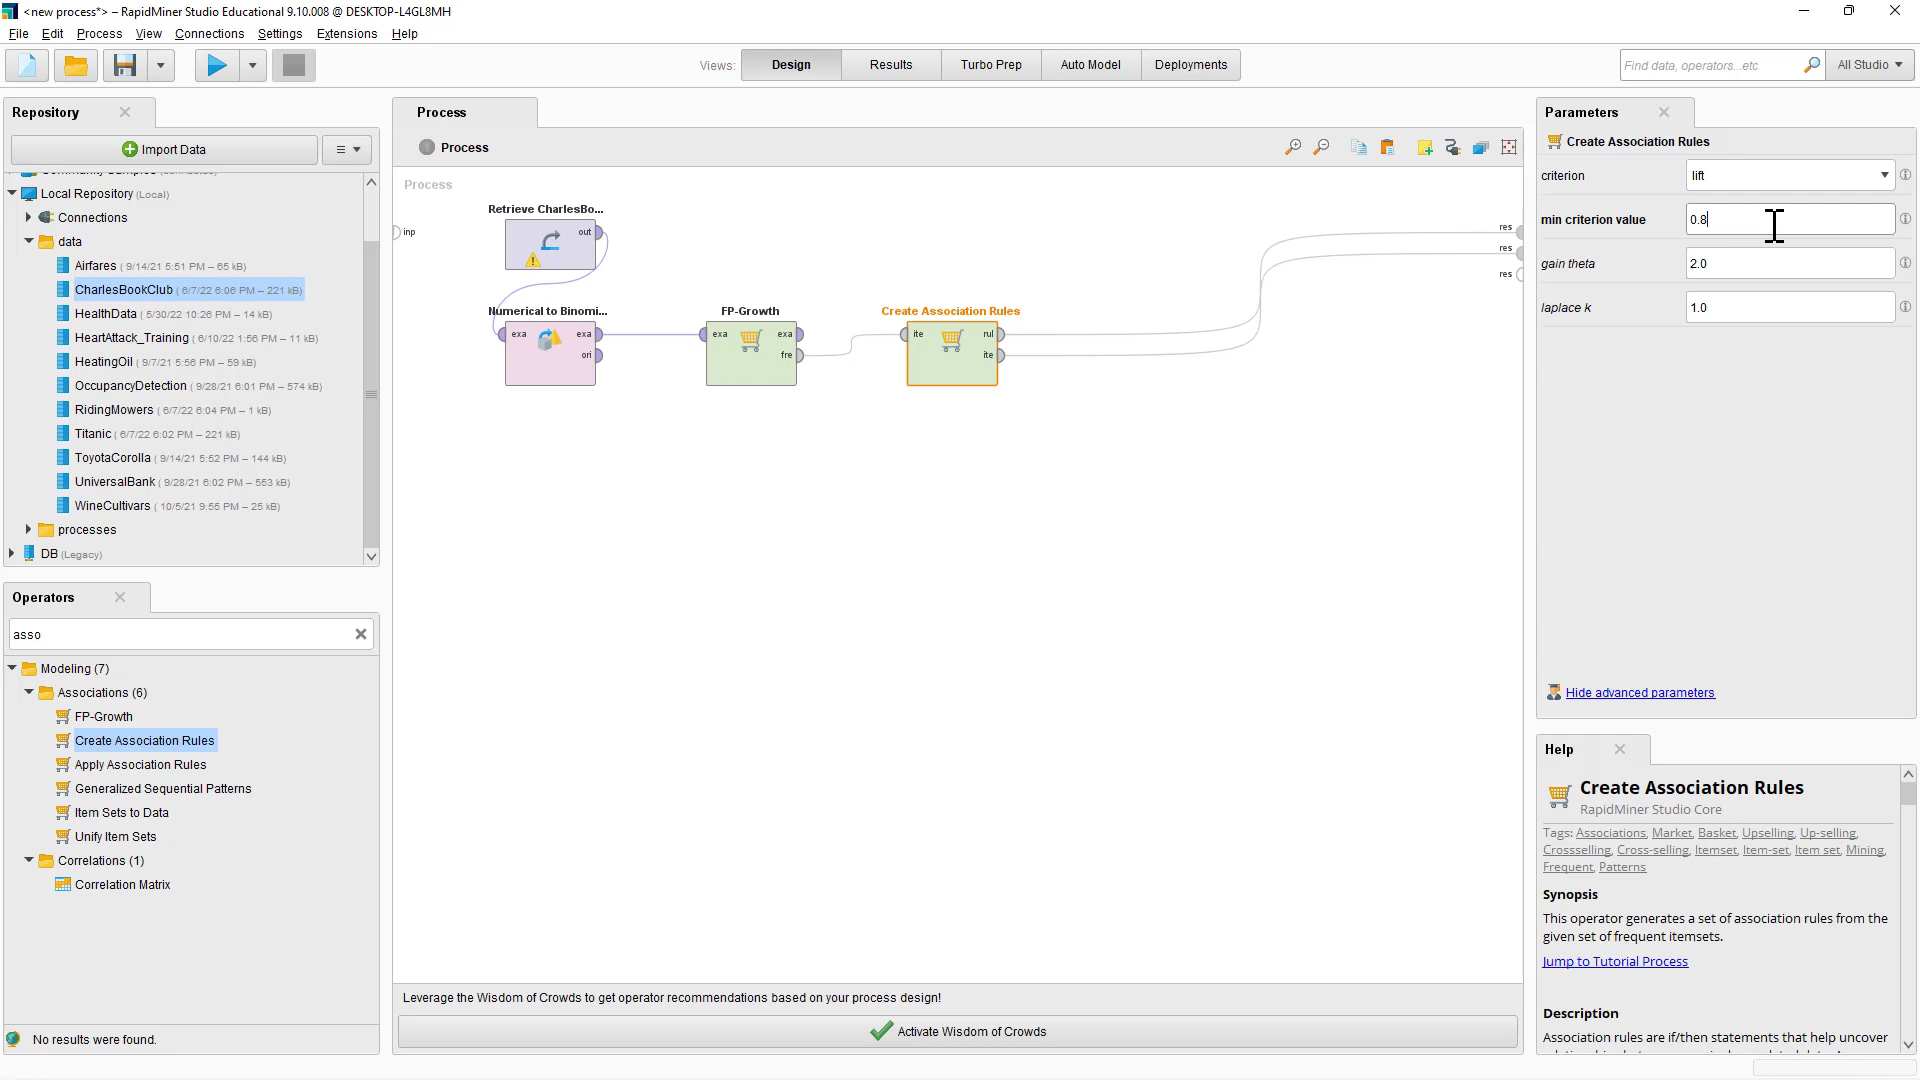 <new process*> – RapidMiner Studio Educational 9.10.008 @ DESKTOP-L4GL8MH
File Edit Process View Connections Settings Extensions Help
Views: Design Results Turbo Prep Auto Model Deployments
Find data, operators...etc All Studio
Repository
Import Data
Local Repository (Local)
Connections
data
Airfares ( 9/14/21 5:51 PM – 65 kB)
CharlesBookClub ( 6/7/22 6:06 PM – 221 kB)
HealthData ( 5/30/22 10:26 PM – 14 kB)
HeartAttack_Training ( 6/10/22 1:56 PM – 11 kB)
HeatingOil ( 9/7/21 5:56 PM – 59 kB)
OccupancyDetection ( 9/28/21 6:01 PM – 574 kB)
RidingMowers ( 6/7/22 6:04 PM – 1 kB)
Titanic ( 6/7/22 6:02 PM – 221 kB)
ToyotaCorolla ( 9/14/21 5:52 PM – 144 kB)
UniversalBank ( 9/28/21 6:02 PM – 553 kB)
WineCultivars ( 10/5/21 9:55 PM – 25 kB)
processes
DB (Legacy)
Operators
asso
Modeling (7)
Associations (6)
FP-Growth
Create Association Rules
Apply Association Rules
Generalized Sequential Patterns
Item Sets to Data
Unify Item Sets
Correlations (1)
Correlation Matrix
No results were found.
Process
Process
Process
inp
Retrieve CharlesBo...
out
Numerical to Binomi...
exa exa
ori
FP-Growth
exa exa
fre
Create Association Rules
ite rul
ite
res
res
res
Leverage the Wisdom of Crowds to get operator recommendations based on your process design!
Activate Wisdom of Crowds
Parameters
Create Association Rules
criterion lift
min criterion value 0.8
gain theta 2.0
laplace k 1.0
Hide advanced parameters
Help
Create Association Rules
RapidMiner Studio Core
Tags: Associations, Market, Basket, Upselling, Up-selling,
Crossselling, Cross-selling, Itemset, Item-set, Item set, Mining,
Frequent, Patterns
Synopsis
This operator generates a set of association rules from the
given set of frequent itemsets.
Jump to Tutorial Process
Description
Association rules are if/then statements that help uncover